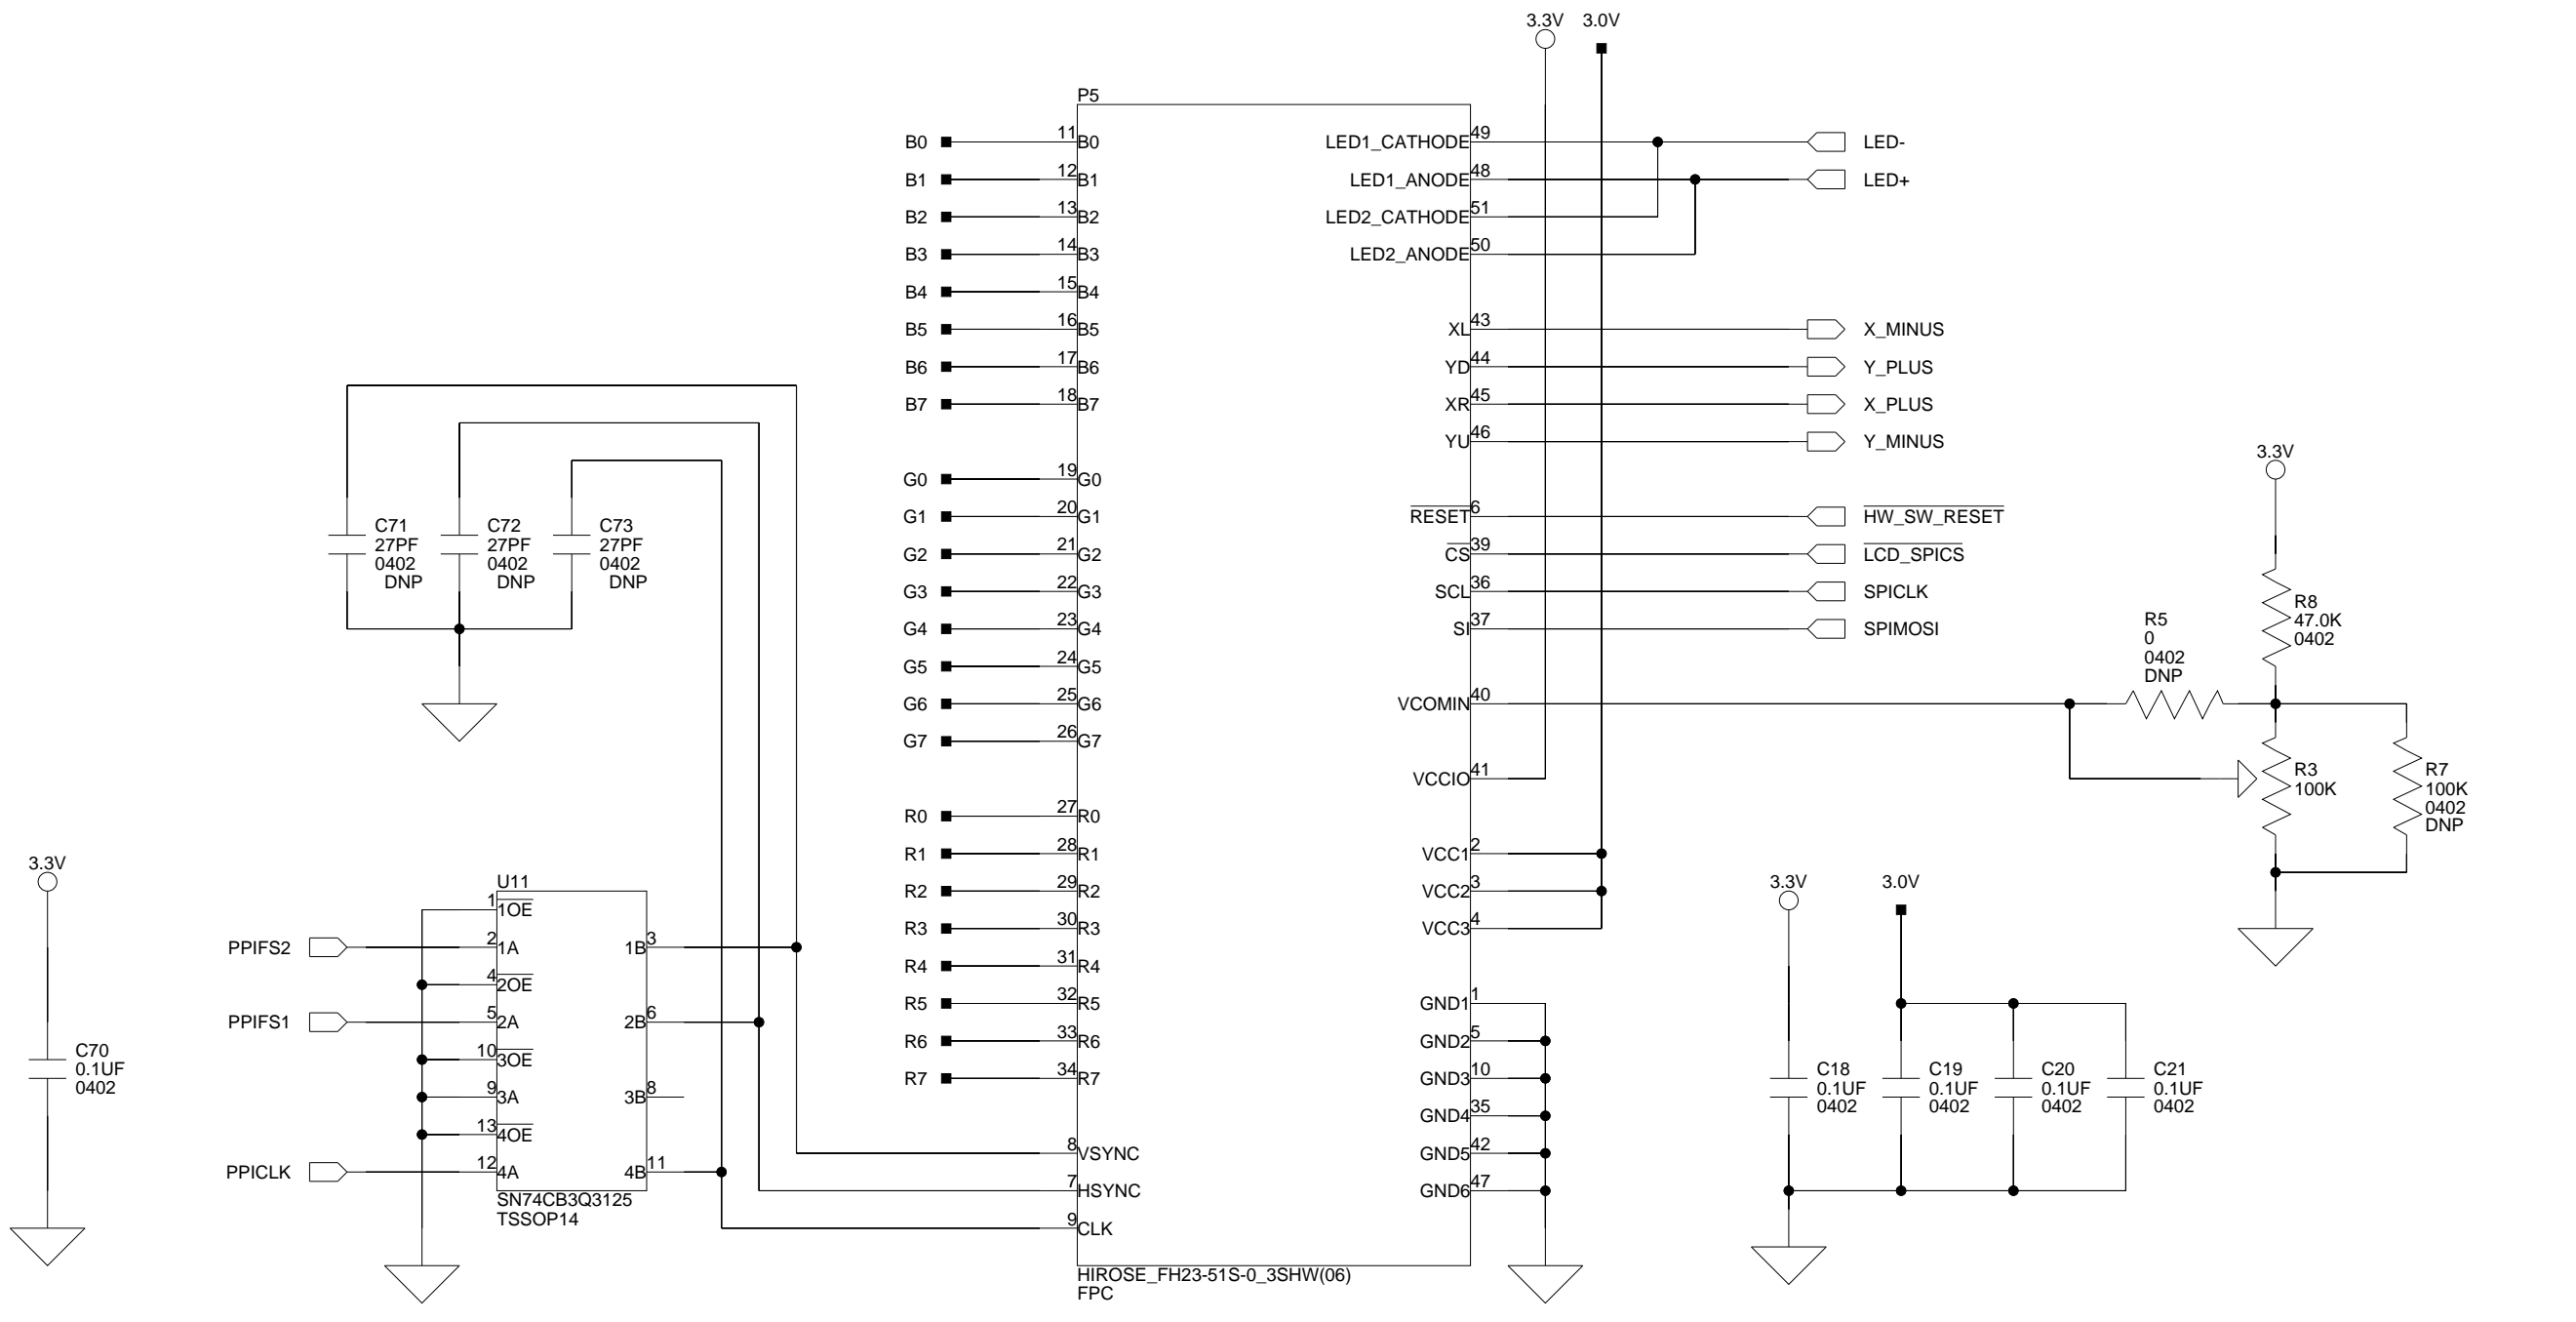 3.3V 3.0V
P5
B0 11 B0
B1 12 B1
B2 13 B2
B3 14 B3
B4 15 B4
B5 16 B5
B6 17 B6
B7 18 B7
G0 19 G0
G1 20 G1
G2 21 G2
G3 22 G3
G4 23 G4
G5 24 G5
G6 25 G6
G7 26 G7
R0 27 R0
R1 28 R1
R2 29 R2
R3 30 R3
R4 31 R4
R5 32 R5
R6 33 R6
R7 34 R7
8 VSYNC
7 HSYNC
9 CLK
LED1_CATHODE 49 LED-
LED1_ANODE 48 LED+
LED2_CATHODE 51
LED2_ANODE 50
XL 43 X_MINUS
YD 44 Y_PLUS
XR 45 X_PLUS
YU 46 Y_MINUS
RESET 6 HW_SW_RESET
CS 39 LCD_SPICS
SCL 36 SPICLK
SI 37 SPIMOSI
VCOMIN 40
VCCIO 41
VCC1 2
VCC2 3
VCC3 4
GND1 1
GND2 5
GND3 10
GND4 35
GND5 42
GND6 47
HIROSE_FH23-51S-0_3SHW(06)
FPC
C71
27PF
0402
DNP
C72
27PF
0402
DNP
C73
27PF
0402
DNP
3.3V
C70
0.1UF
0402
U11
1 1OE
PPIFS2 2 1A 1B 3
4 2OE
PPIFS1 5 2A 2B 6
10 3OE
9 3A 3B 8
13 4OE
PPICLK 12 4A 4B 11
SN74CB3Q3125
TSSOP14
3.3V
R8
47.0K
0402
R5
0
0402
DNP
R3
100K
R7
100K
0402
DNP
3.3V 3.0V
C18
0.1UF
0402
C19
0.1UF
0402
C20
0.1UF
0402
C21
0.1UF
0402